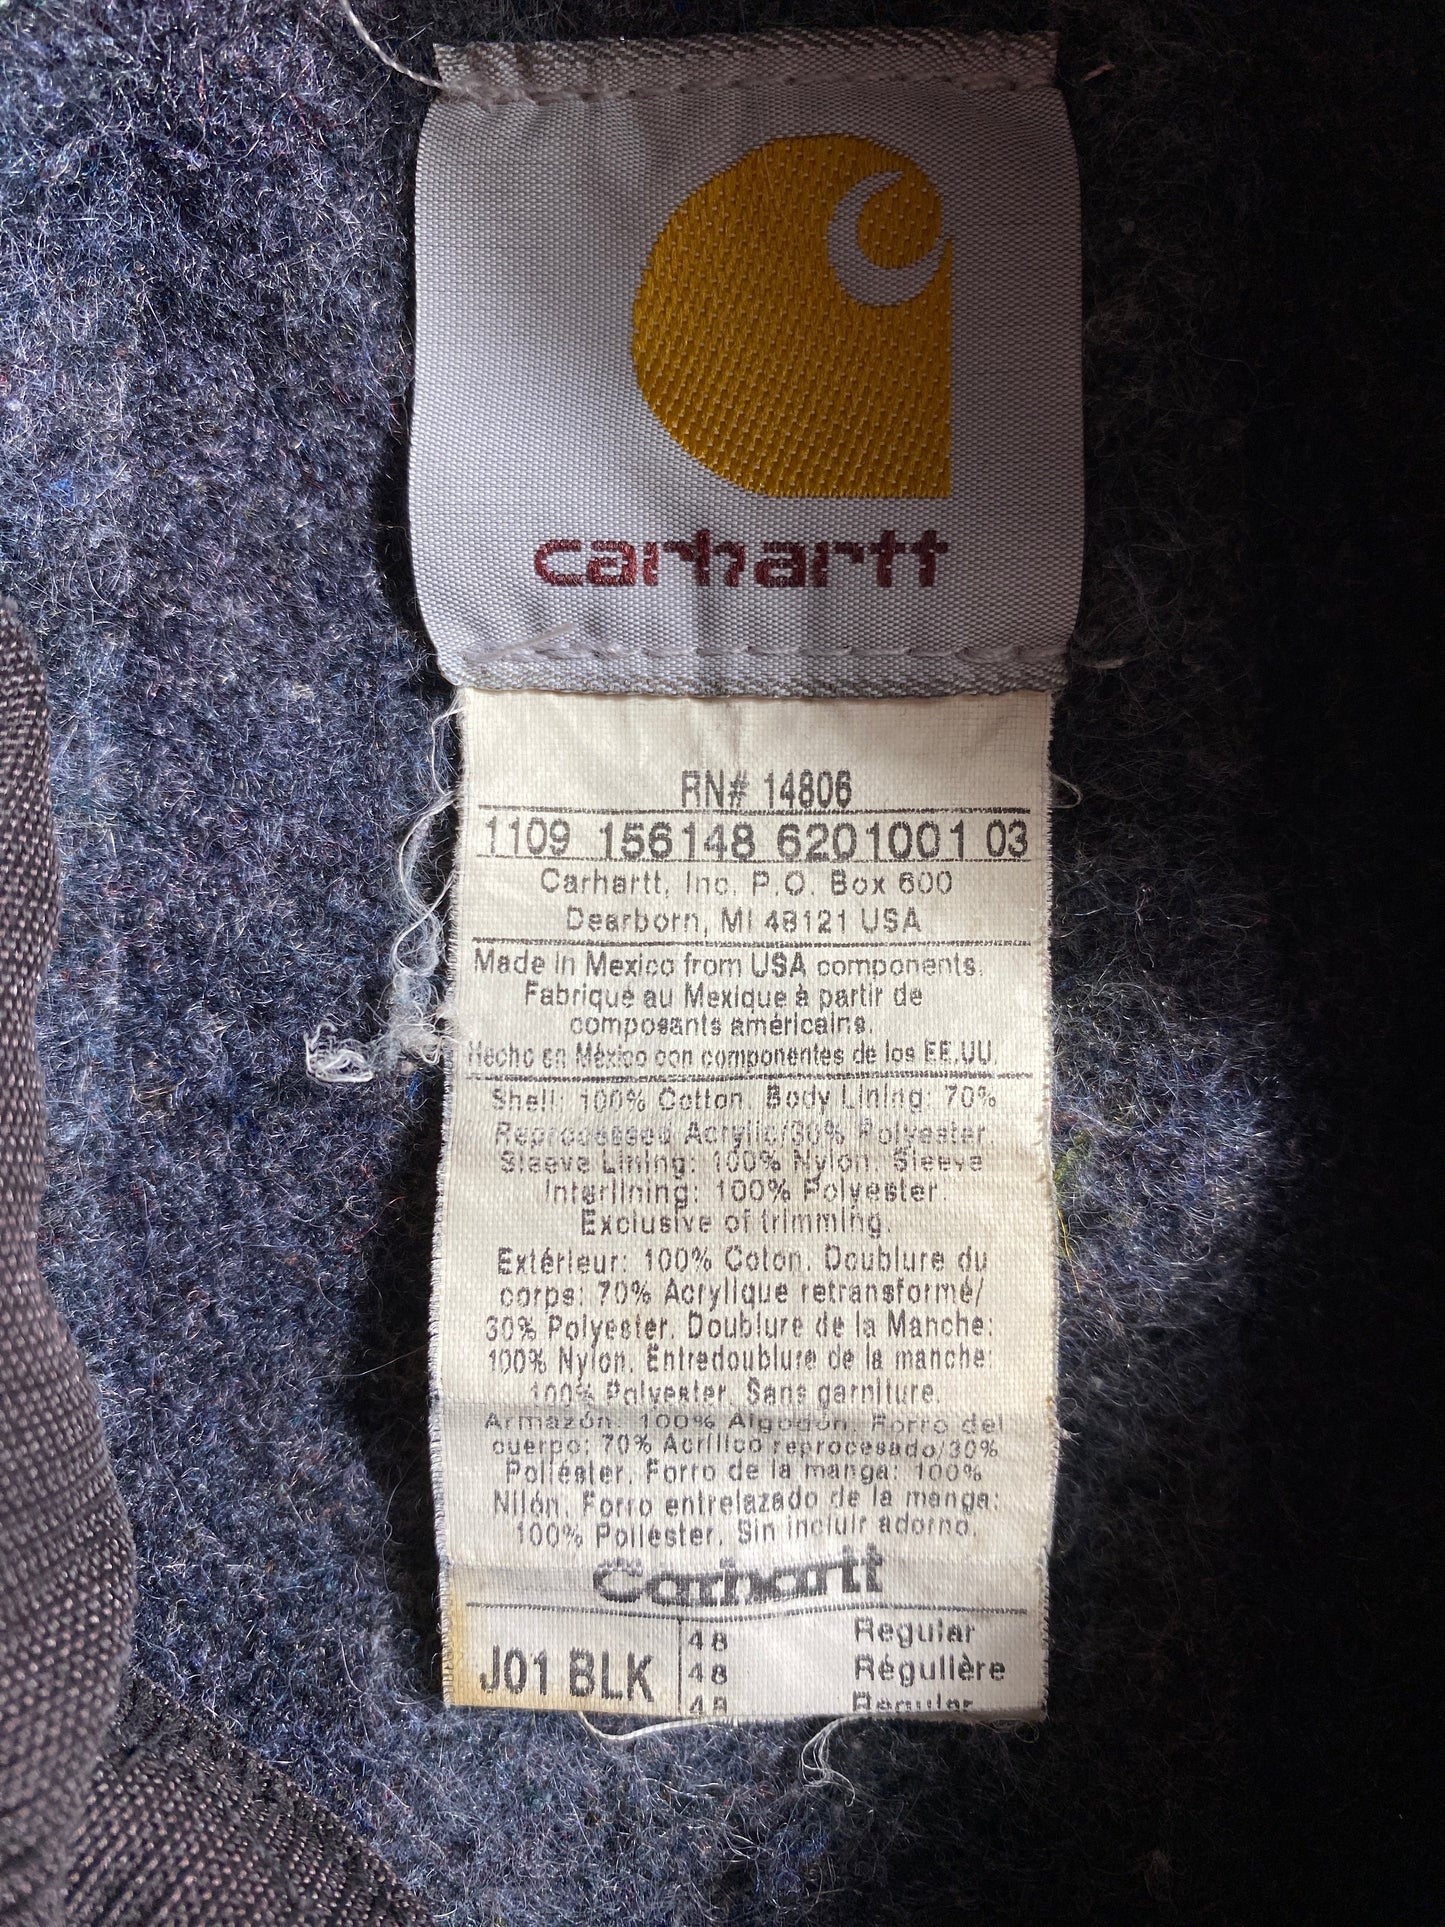 carhartt
RN# 14806
1109 156148 6201001 03
Carhartt, Inc. P.O. Box 600
Dearborn, MI 48121 USA
Made in Mexico from USA components.
Fabriqué au Mexique à partir de
composants américains.
Hecho en México con componentes de los EE.UU.
Shell: 100% Cotton. Body Lining: 70%
Reprocessed Acrylic/30% Polyester.
Sleeve Lining: 100% Nylon. Sleeve
Interlining: 100% Polyester.
Exclusive of trimming.
Extérieur: 100% Coton. Doublure du
corps: 70% Acrylique retransformé/
30% Polyester. Doublure de la Manche:
100% Nylon. Entredoublure de la manche:
100% Polyester. Sans garniture.
Armazón: 100% Algodón. Forro del
cuerpo: 70% Acrílico reprocesado/30%
Poliéster. Forro de la manga: 100%
Nilón. Forro entrelazado de la manga:
100% Poliéster. Sin incluir adorno.
Carhartt
J01 BLK
48 Regular
48 Régulière
48 Regular